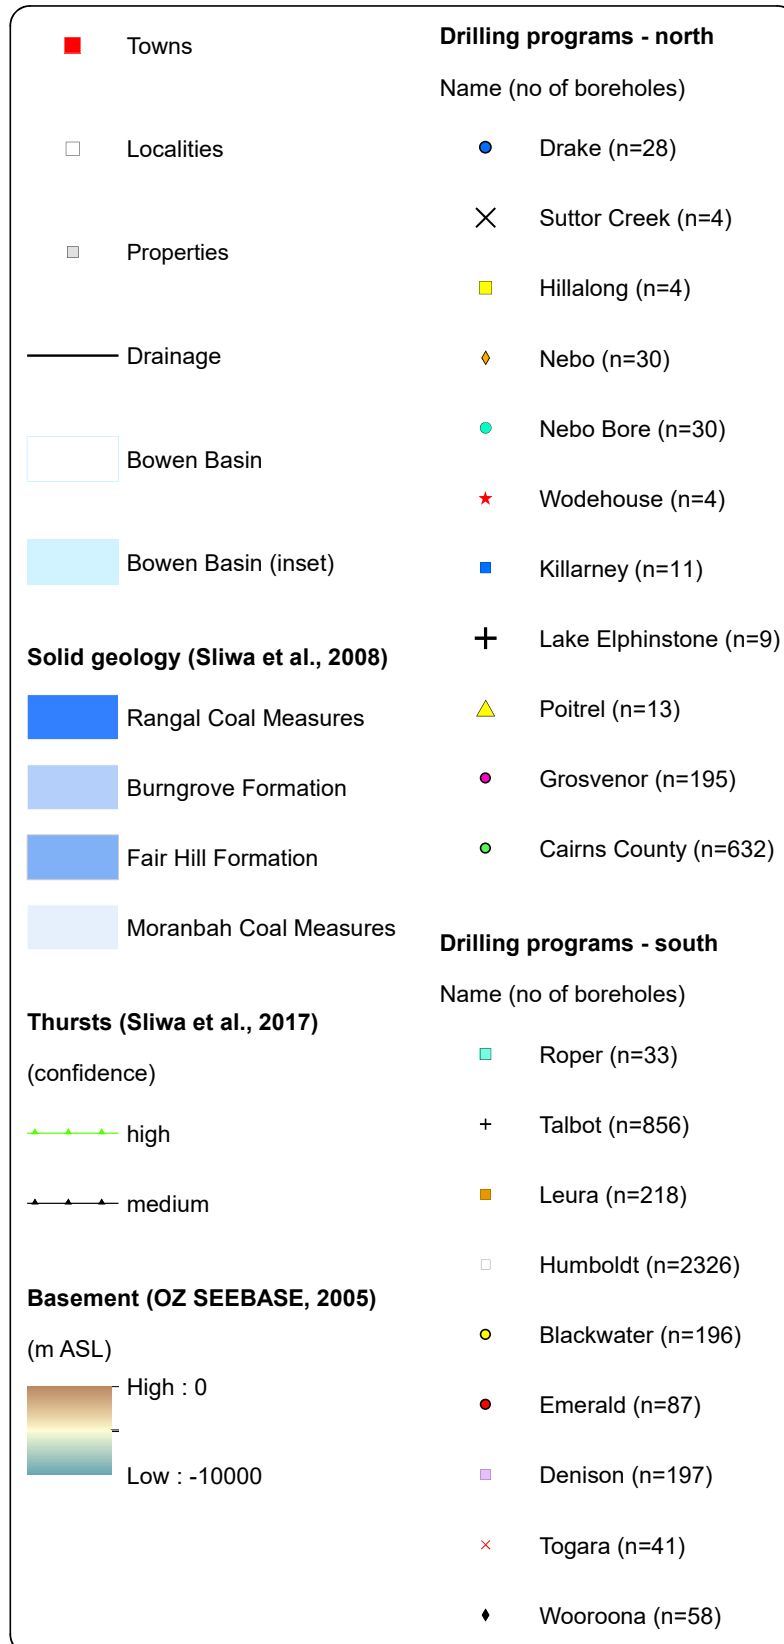 Towns
Localities
Properties
Drainage
Bowen Basin
Bowen Basin (inset)
Solid geology (Sliwa et al., 2008)
Rangal Coal Measures
Burngrove Formation
Fair Hill Formation
Moranbah Coal Measures
Thursts (Sliwa et al., 2017)
(confidence)
high
medium
Basement (OZ SEEBASE, 2005)
(m ASL)
High : 0
Low : -10000
Drilling programs - north
Name (no of boreholes)
Drake (n=28)
Suttor Creek (n=4)
Hillalong (n=4)
Nebo (n=30)
Nebo Bore (n=30)
Wodehouse (n=4)
Killarney (n=11)
Lake Elphinstone (n=9)
Poitrel (n=13)
Grosvenor (n=195)
Cairns County (n=632)
Drilling programs - south
Name (no of boreholes)
Roper (n=33)
Talbot (n=856)
Leura (n=218)
Humboldt (n=2326)
Blackwater (n=196)
Emerald (n=87)
Denison (n=197)
Togara (n=41)
Wooroona (n=58)